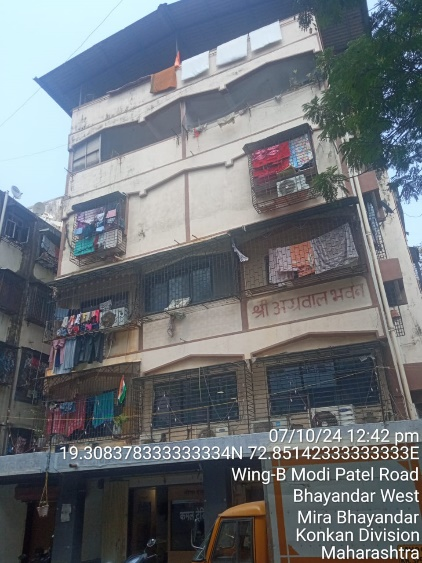 श्री अग्रवाल भवन
07/10/24 12:42 pm
19.308378333333334N 72.85142333333333E
Wing-B Modi Patel Road
Bhayandar West
Mira Bhayandar
Konkan Division
Maharashtra